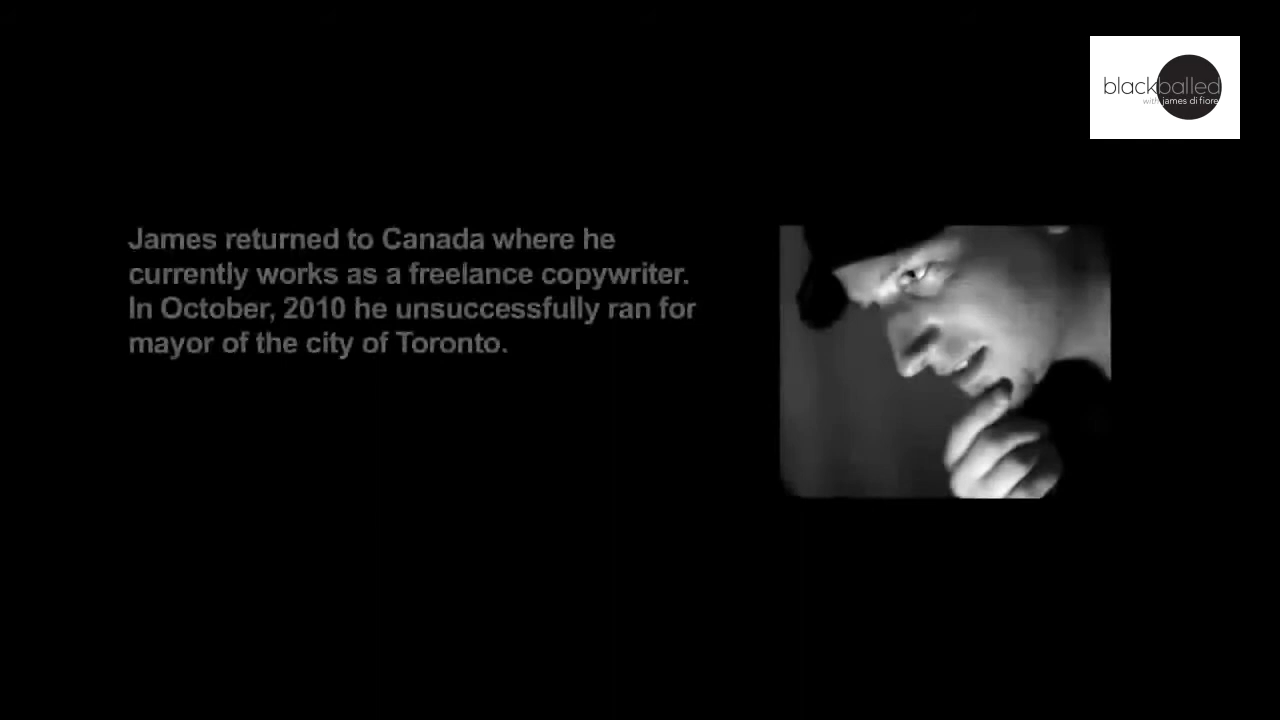 blackballed
with james di fiore
James returned to Canada where he
currently works as a freelance copywriter.
In October, 2010 he unsuccessfully ran for
mayor of the city of Toronto.